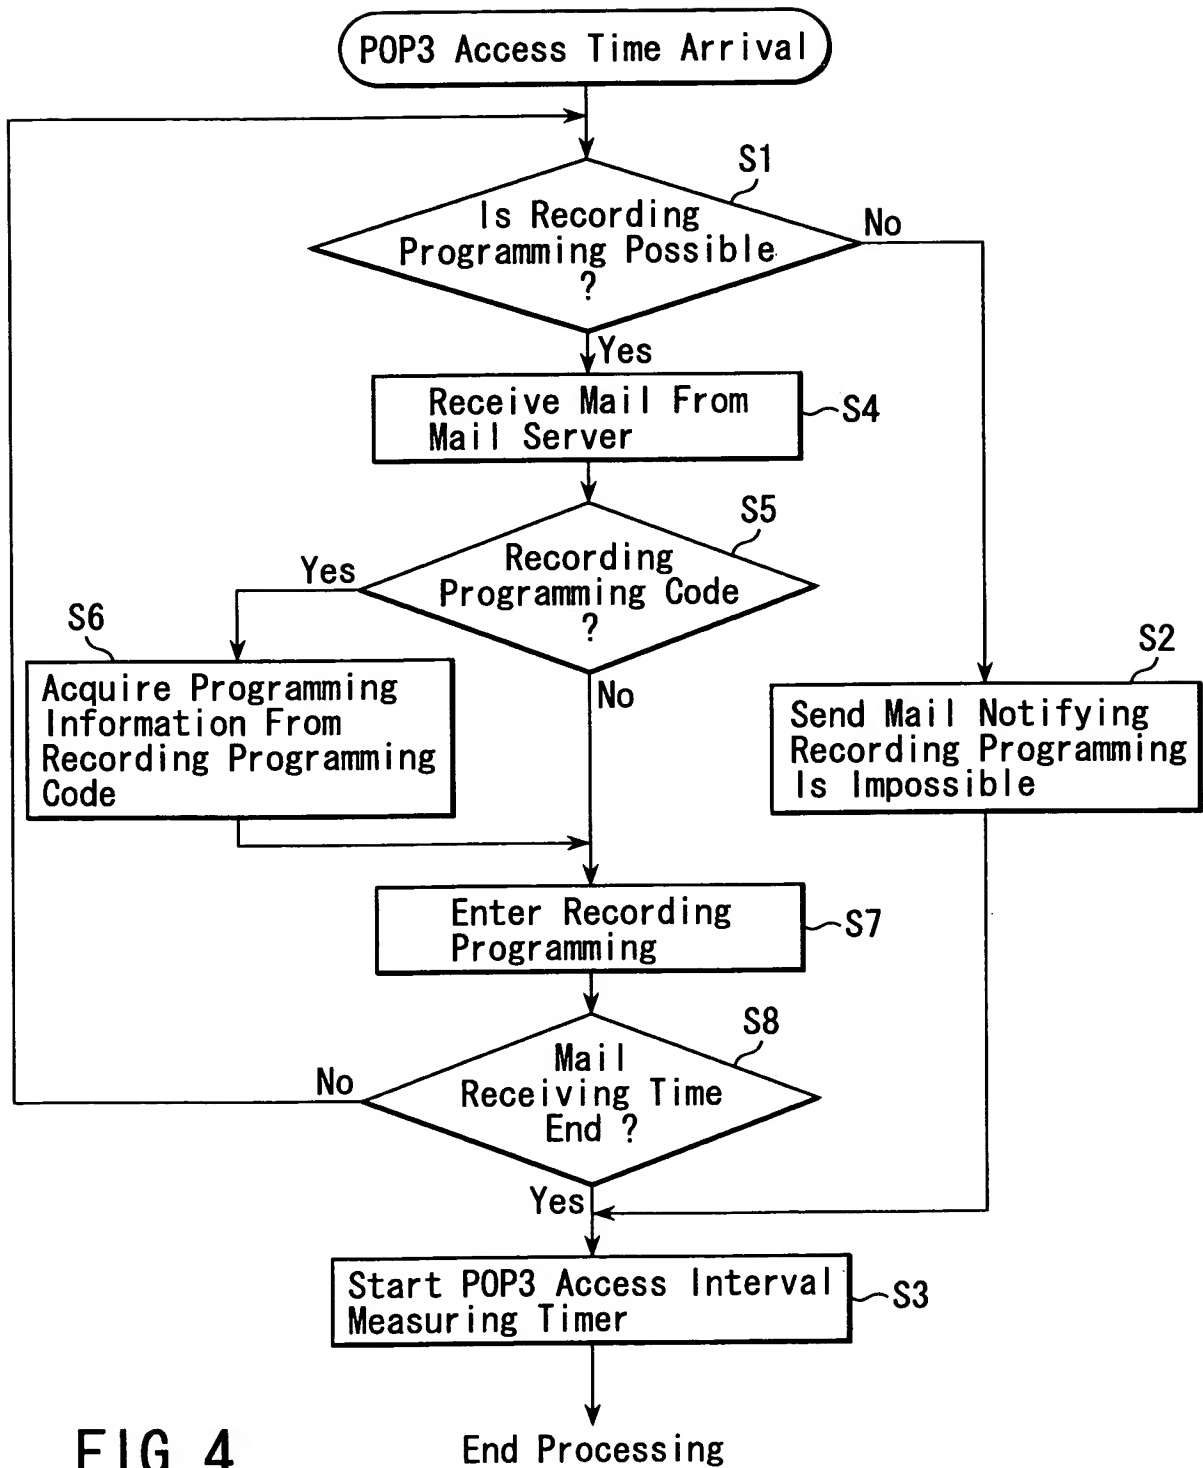 POP3 Access Time Arrival
S1
Is Recording
Programming Possible
?
No
Yes
Receive Mail From
Mail Server
S4
S5
Recording
Programming Code
?
Yes
No
S6
Acquire Programming
Information From
Recording Programming
Code
S2
Send Mail Notifying
Recording Programming
Is Impossible
Enter Recording
Programming
S7
S8
Mail
Receiving Time
End ?
No
Yes
Start POP3 Access Interval
Measuring Timer
S3
End Processing
FIG. 4